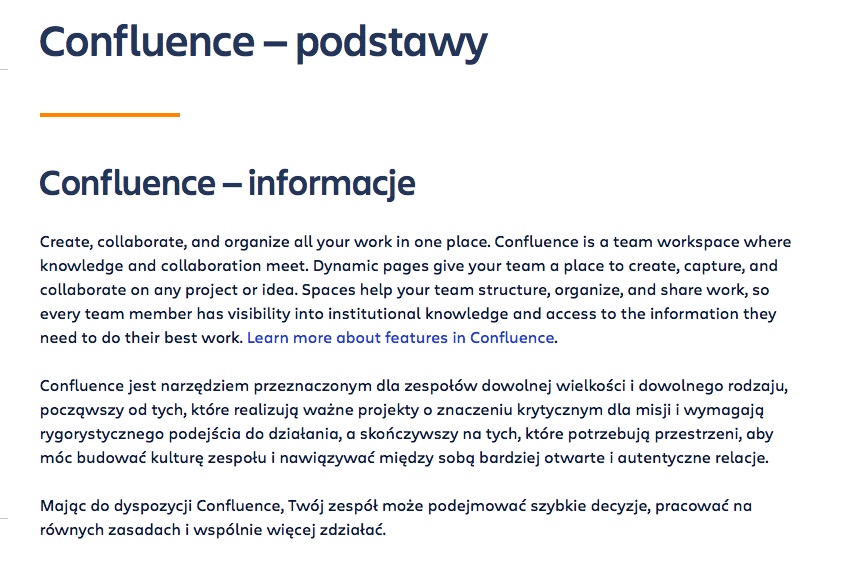 Confluence – podstawy
Confluence – informacje
Create, collaborate, and organize all your work in one place. Confluence is a team workspace where
knowledge and collaboration meet. Dynamic pages give your team a place to create, capture, and
collaborate on any project or idea. Spaces help your team structure, organize, and share work, so
every team member has visibility into institutional knowledge and access to the information they
need to do their best work. Learn more about features in Confluence.
Confluence jest narzędziem przeznaczonym dla zespołów dowolnej wielkości i dowolnego rodzaju,
począwszy od tych, które realizują ważne projekty o znaczeniu krytycznym dla misji i wymagają
rygorystycznego podejścia do działania, a skończywszy na tych, które potrzebują przestrzeni, aby
móc budować kulturę zespołu i nawiązywać między sobą bardziej otwarte i autentyczne relacje.
Mając do dyspozycji Confluence, Twój zespół może podejmować szybkie decyzje, pracować na
równych zasadach i wspólnie więcej zdziałać.